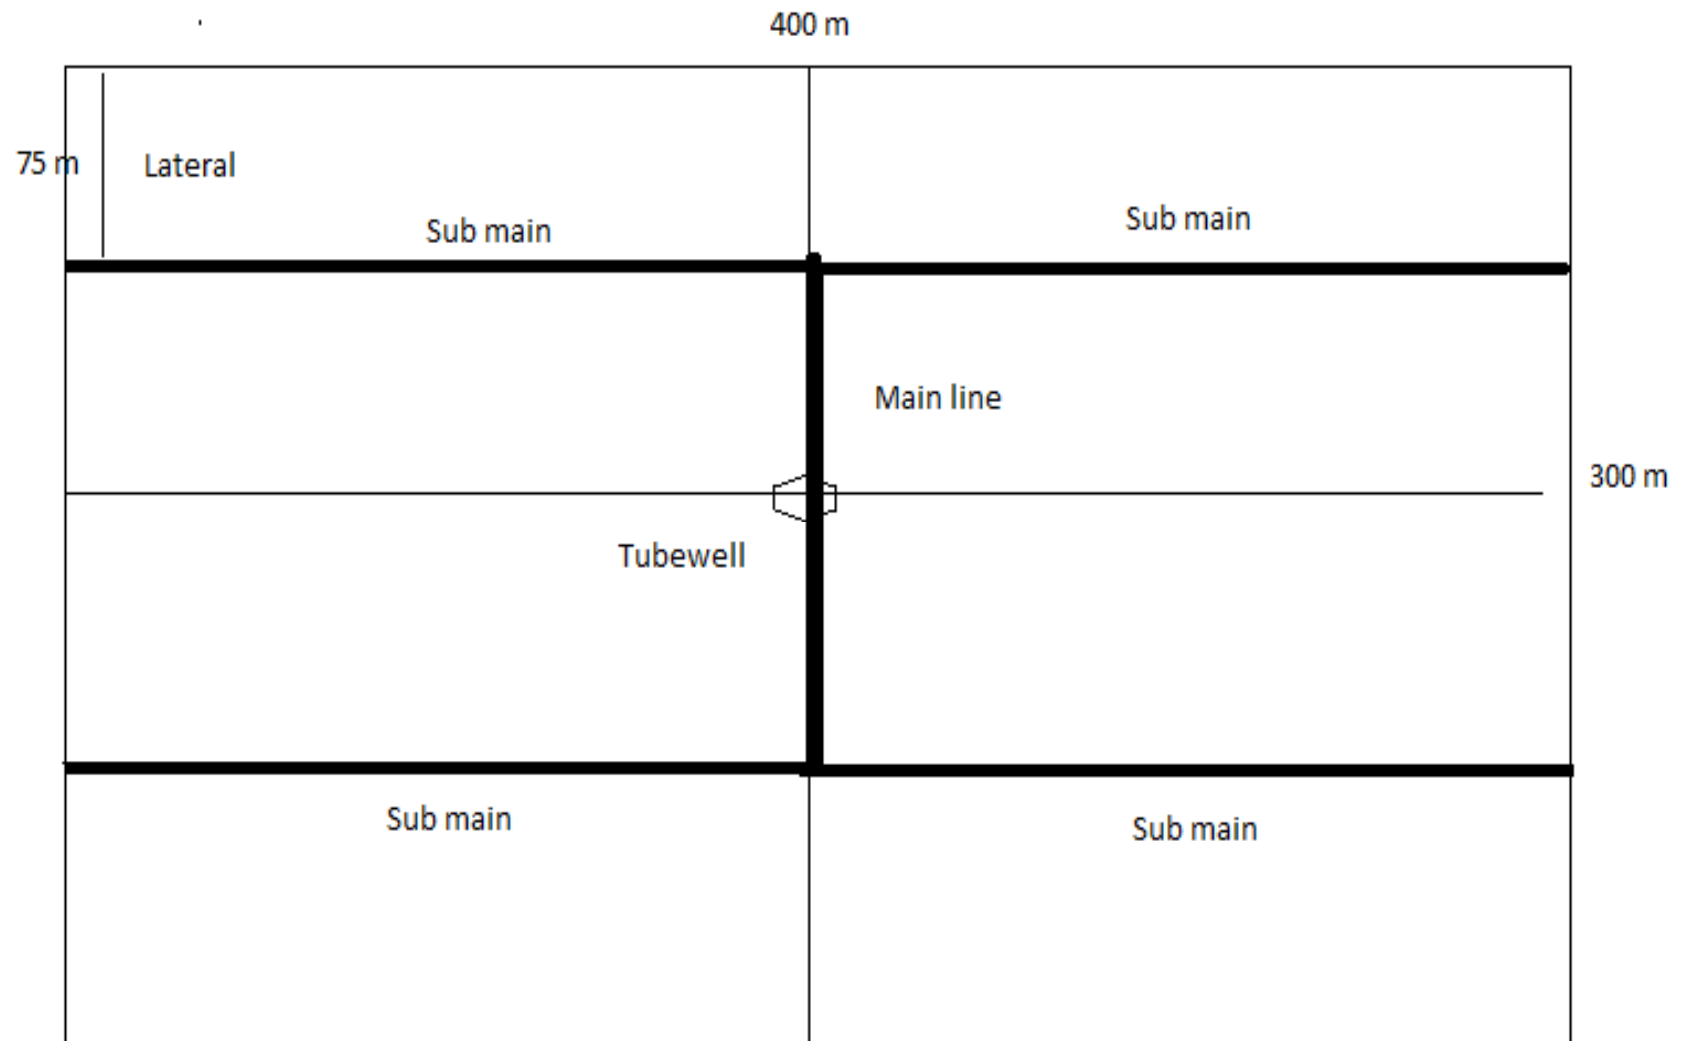 400 m
75 m
Lateral
Sub main
Sub main
Main line
300 m
Tubewell
Sub main
Sub main